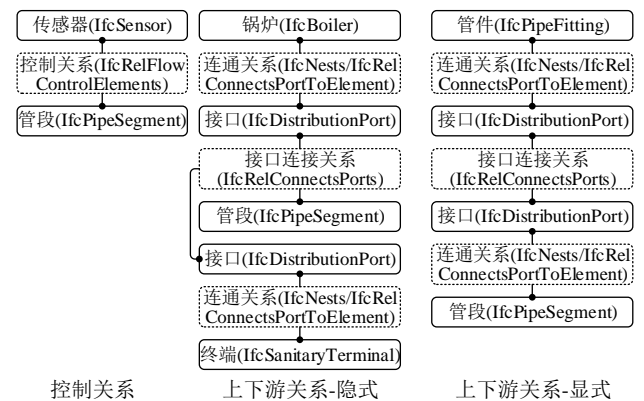 传感器(IfcSensor)
控制关系(IfcRelFlow
ControlElements)
管段(IfcPipeSegment)
控制关系
锅炉(IfcBoiler)
连通关系(IfcNests/IfcRel
ConnectsPortToElement)
接口(IfcDistributionPort)
接口连接关系
(IfcRelConnectsPorts)
管段(IfcPipeSegment)
接口(IfcDistributionPort)
连通关系(IfcNests/IfcRel
ConnectsPortToElement)
终端(IfcSanitaryTerminal)
上下游关系-隐式
管件(IfcPipeFitting)
连通关系(IfcNests/IfcRel
ConnectsPortToElement)
接口(IfcDistributionPort)
接口连接关系
(IfcRelConnectsPorts)
接口(IfcDistributionPort)
连通关系(IfcNests/IfcRel
ConnectsPortToElement)
管段(IfcPipeSegment)
上下游关系-显式